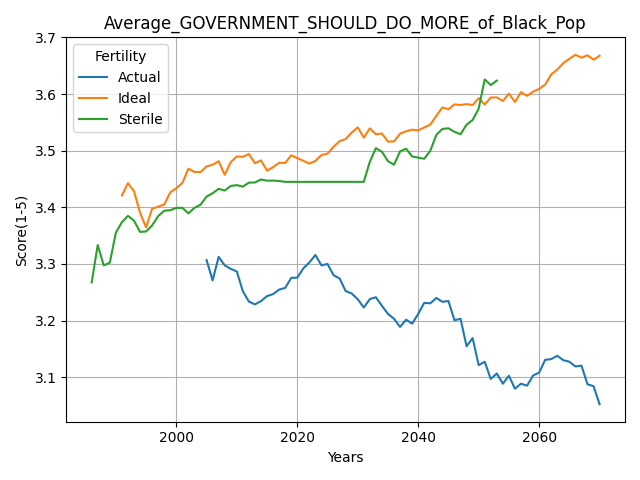 Average_GOVERNMENT_SHOULD_DO_MORE_of_Black_Pop
3.7
3.6
3.5
3.4
3.3
3.2
3.1
Score(1-5)
Fertility
Actual
Ideal
Sterile
2000 2020 2040 2060
Years